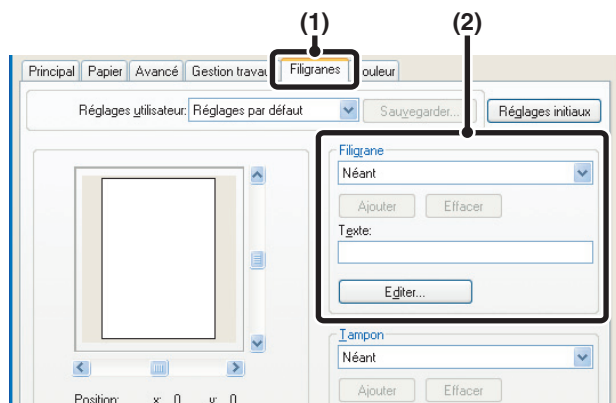 (1) (2)
Principal Papier Avancé Gestion travau Filigranes ouleur
Réglages utilisateur: Réglages par défaut Sauvegarder... Réglages initiaux
Filigrane
Néant
Ajouter Effacer
Texte:
Editer...
Tampon
Néant
Position: x: 0 y: 0 Ajouter Effacer